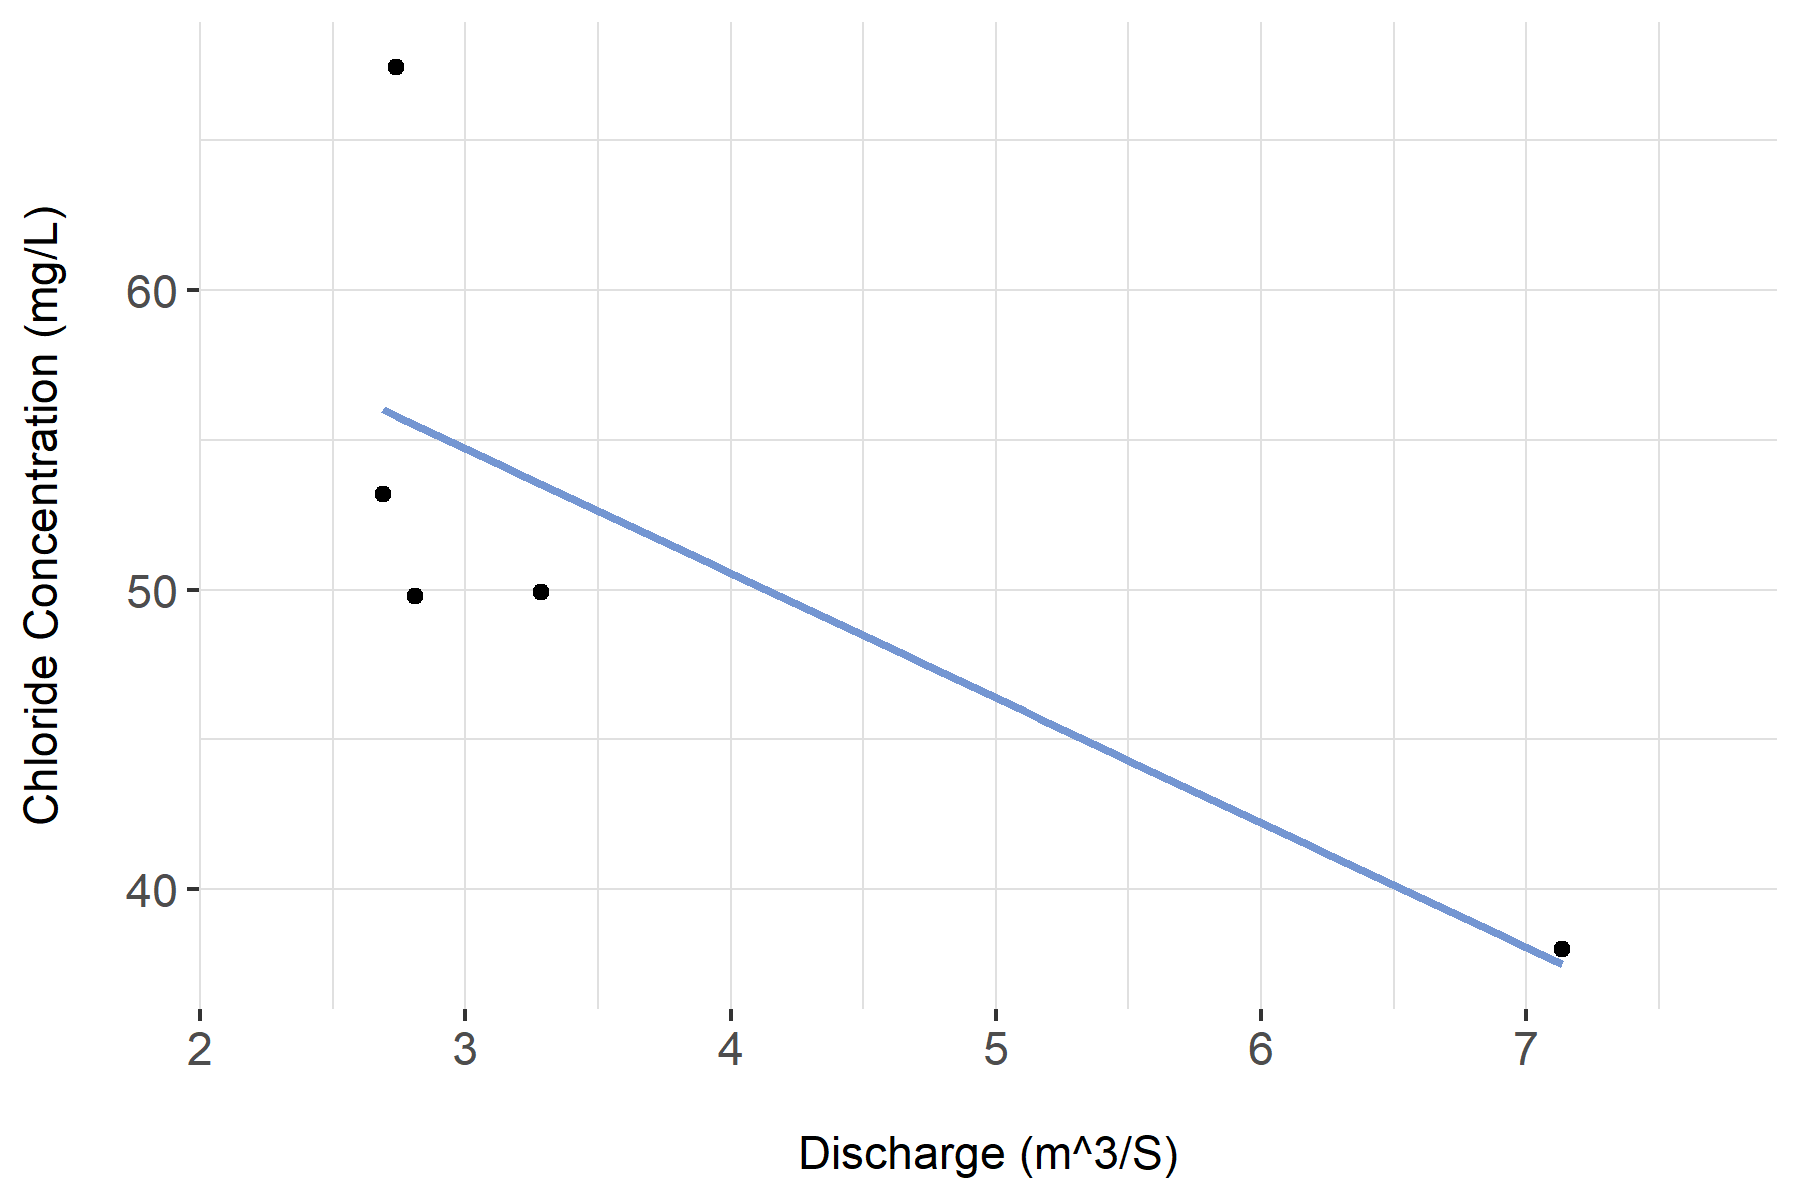 Chloride Concentration (mg/L)
60
50
40
2 3 4 5 6 7
Discharge (m^3/S)